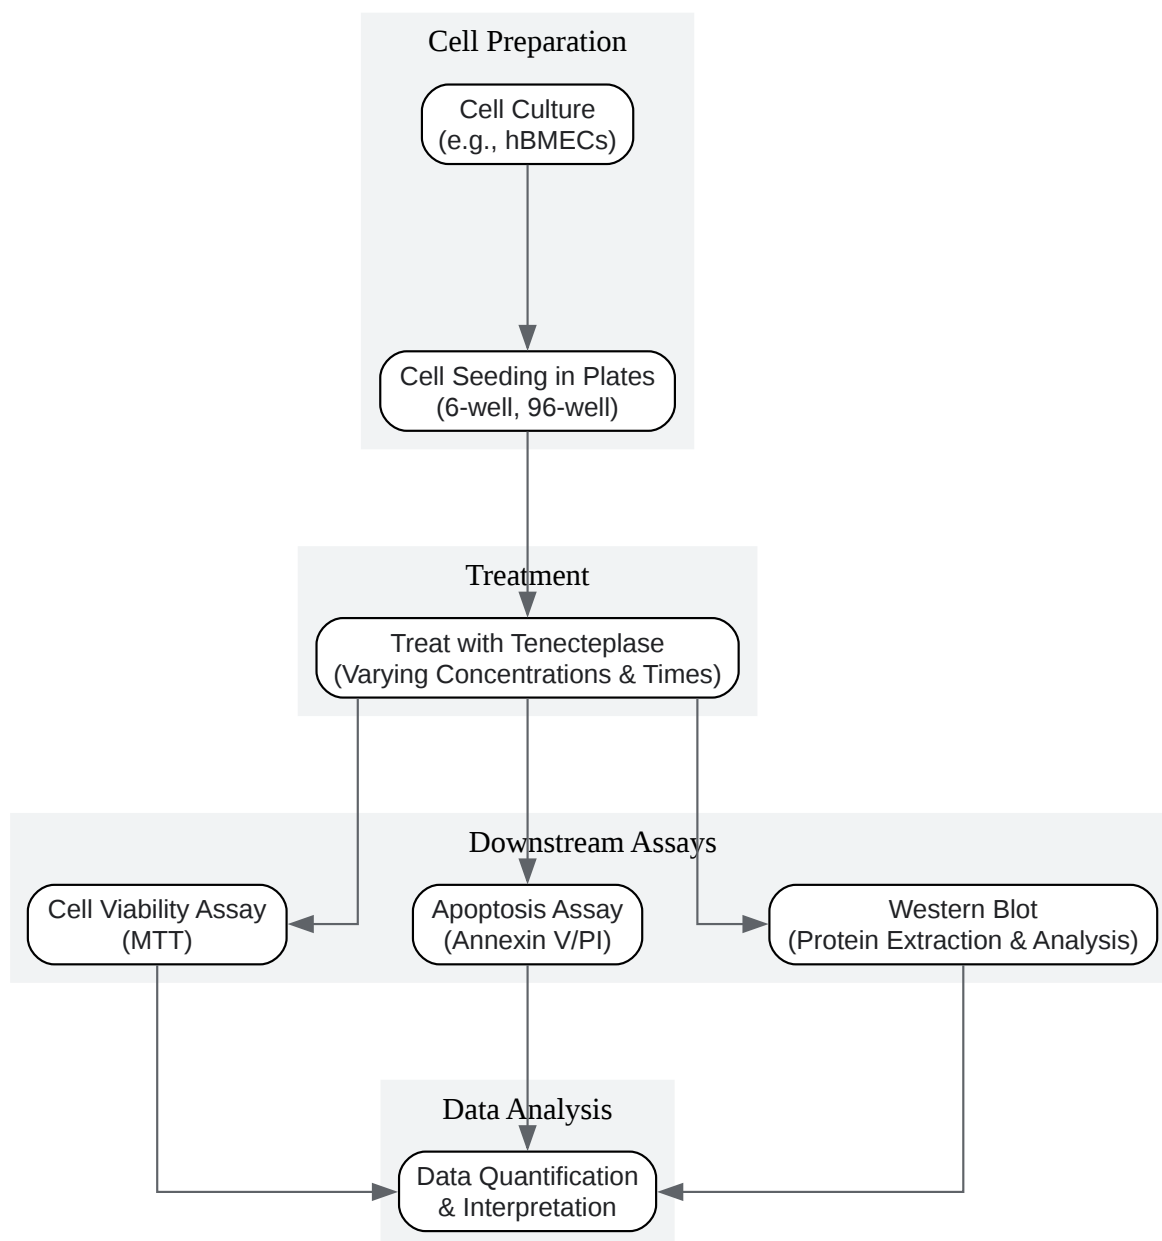 Cell Preparation
Cell Culture
(e.g., hBMECs)
Cell Seeding in Plates
(6-well, 96-well)
Treatment
Treat with Tenecteplase
(Varying Concentrations & Times)
Downstream Assays
Cell Viability Assay
(MTT)
Apoptosis Assay
(Annexin V/PI)
Western Blot
(Protein Extraction & Analysis)
Data Analysis
Data Quantification
& Interpretation